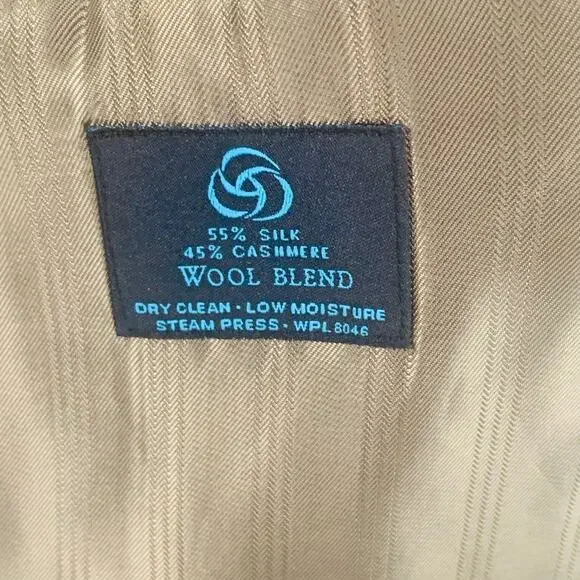 55% SILK
45% CASHMERE
WOOL BLEND
DRY CLEAN · LOW MOISTURE
STEAM PRESS · WPL 8046